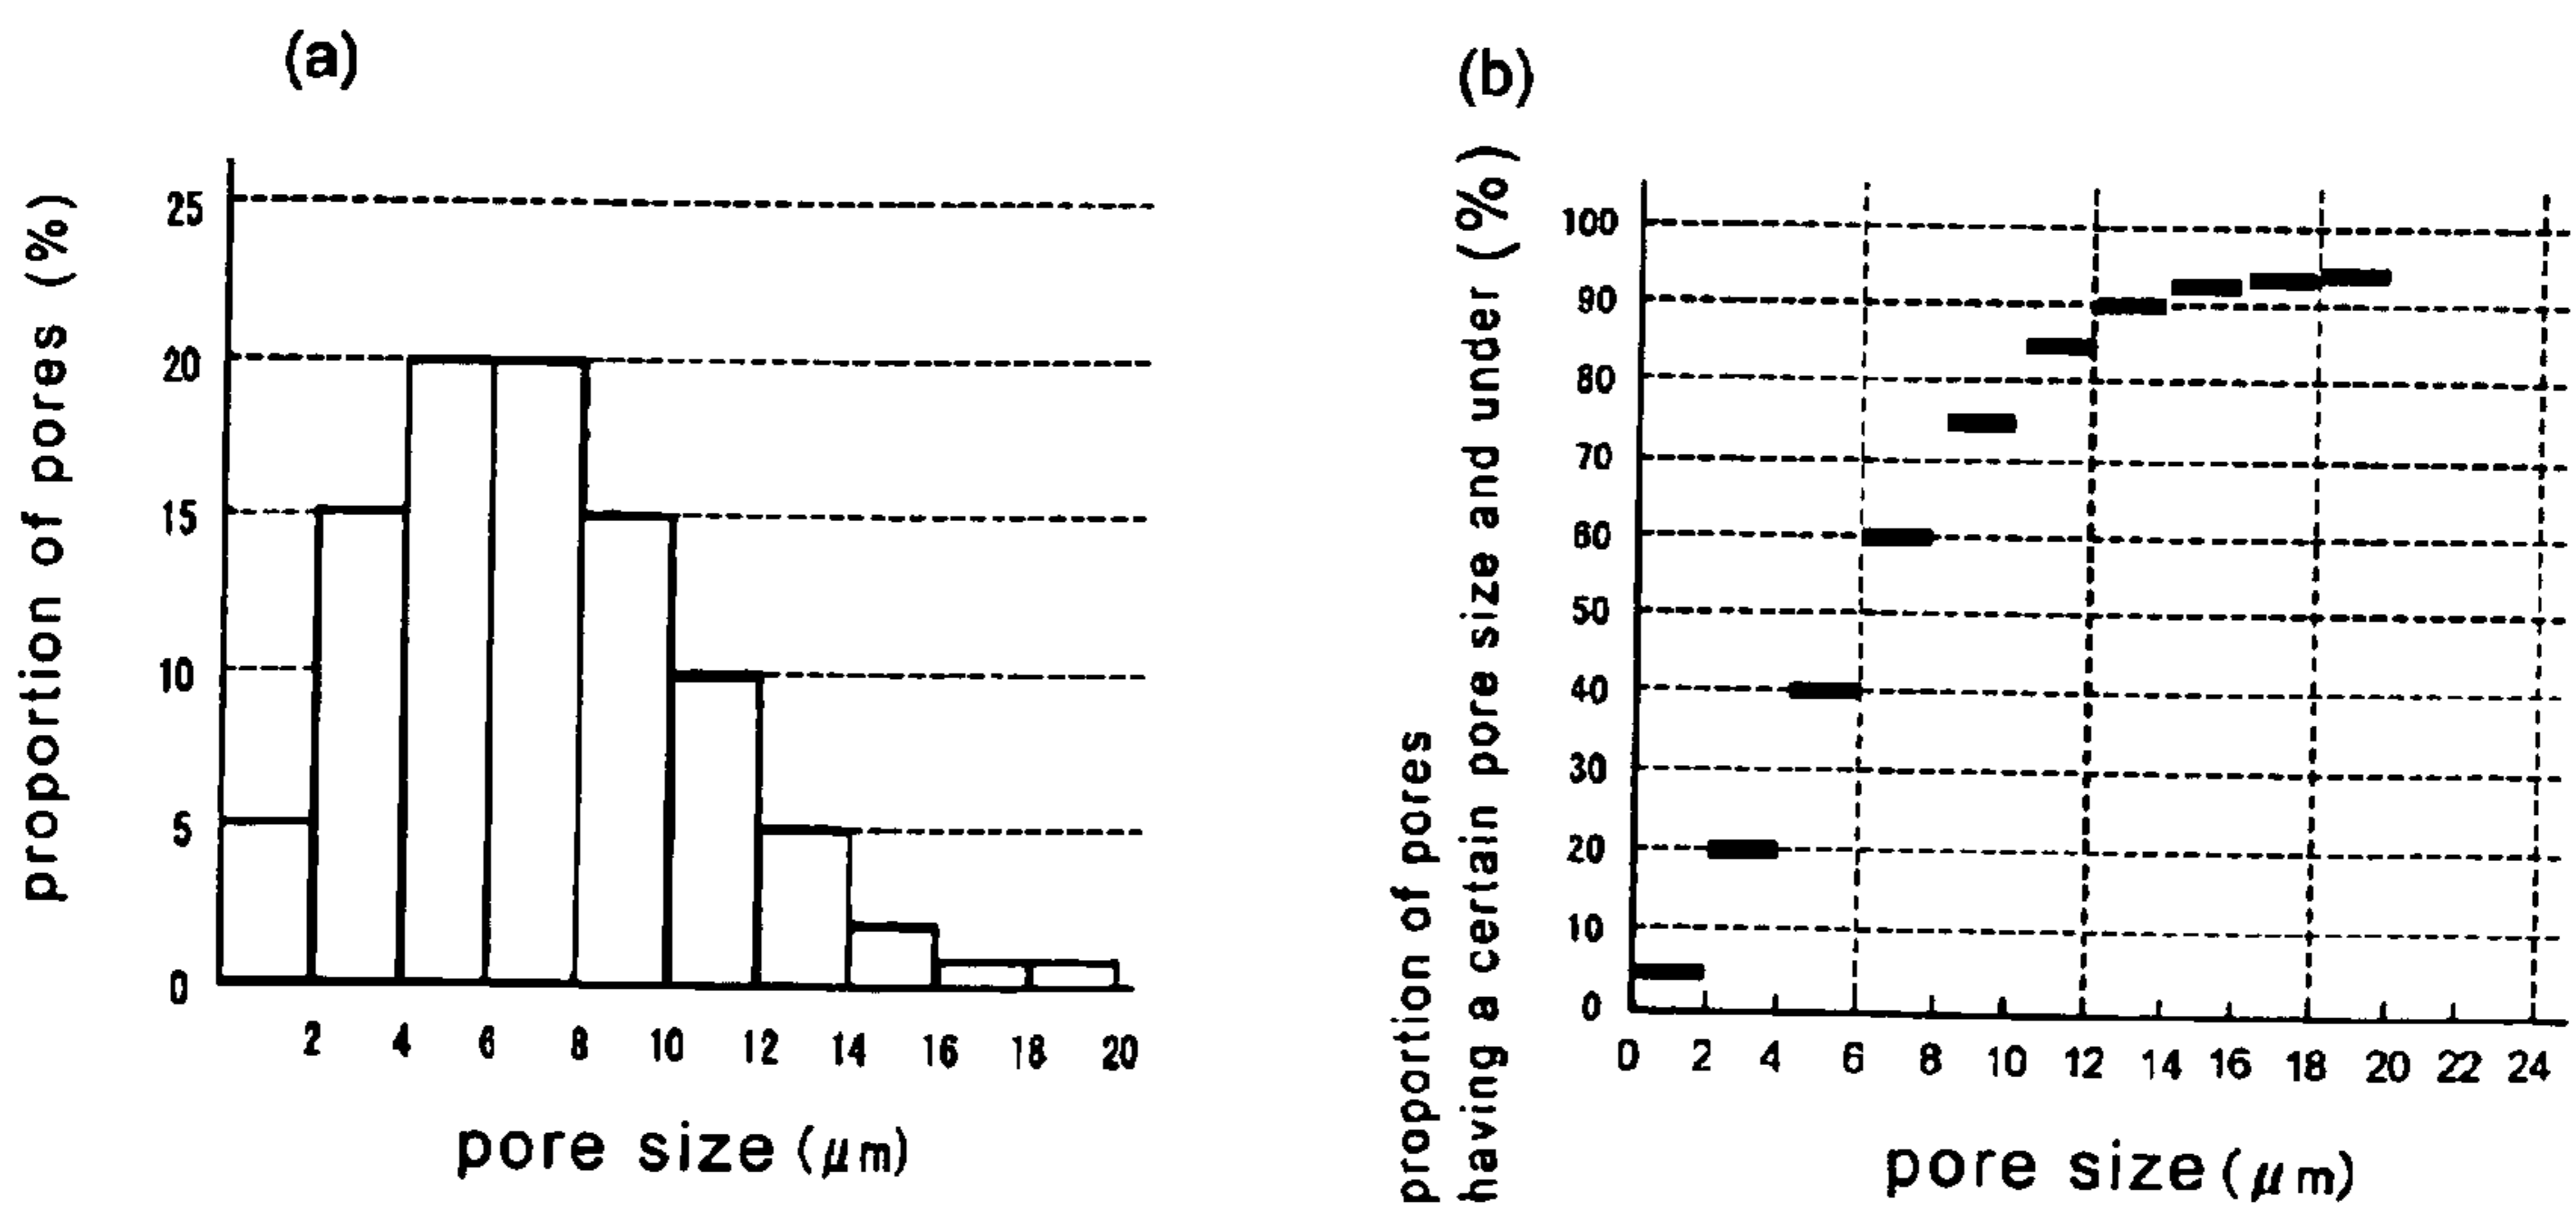 (a)
proportion of pores (%)
25
20
15
10
5
0
2 4 6 8 10 12 14 16 18 20
pore size (μm)
(b)
proportion of pores
having a certain pore size and under (%)
100
90
80
70
60
50
40
30
20
10
0
0 2 4 6 8 10 12 14 16 18 20 22 24
pore size (μm)